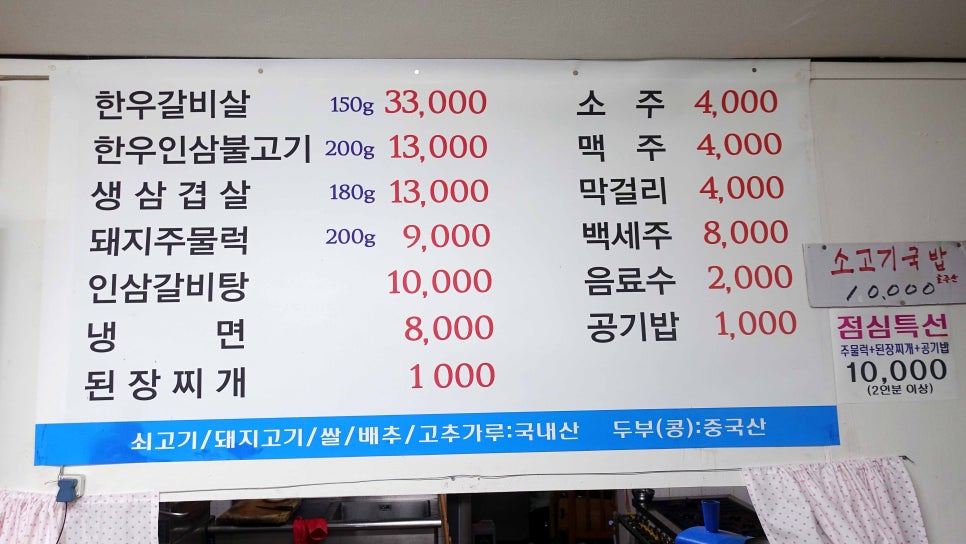 한우갈비살 150g 33,000
한우인삼불고기 200g 13,000
생삼겹살 180g 13,000
돼지주물럭 200g 9,000
인삼갈비탕 10,000
냉 면 8,000
된장찌개 1 000
소 주 4,000
맥 주 4,000
막걸리 4,000
백세주 8,000
음료수 2,000
공기밥 1,000
쇠고기/돼지고기/쌀/배추/고추가루:국내산 두부(콩):중국산
소고기국밥
10,000
점심특선
주물럭+된장찌개+공기밥
10,000
(2인분 이상)